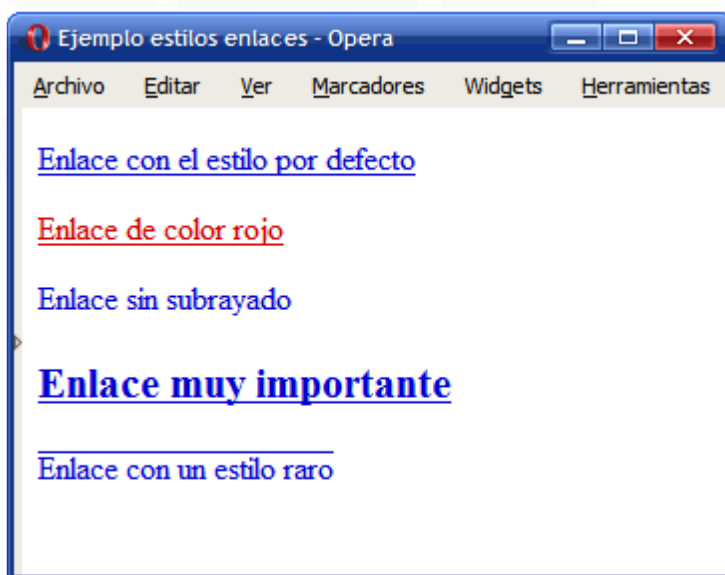 Ejemplo estilos enlaces - Opera
Archivo Editar Ver Marcadores Widgets Herramientas
Enlace con el estilo por defecto
Enlace de color rojo
Enlace sin subrayado
Enlace muy importante
Enlace con un estilo raro